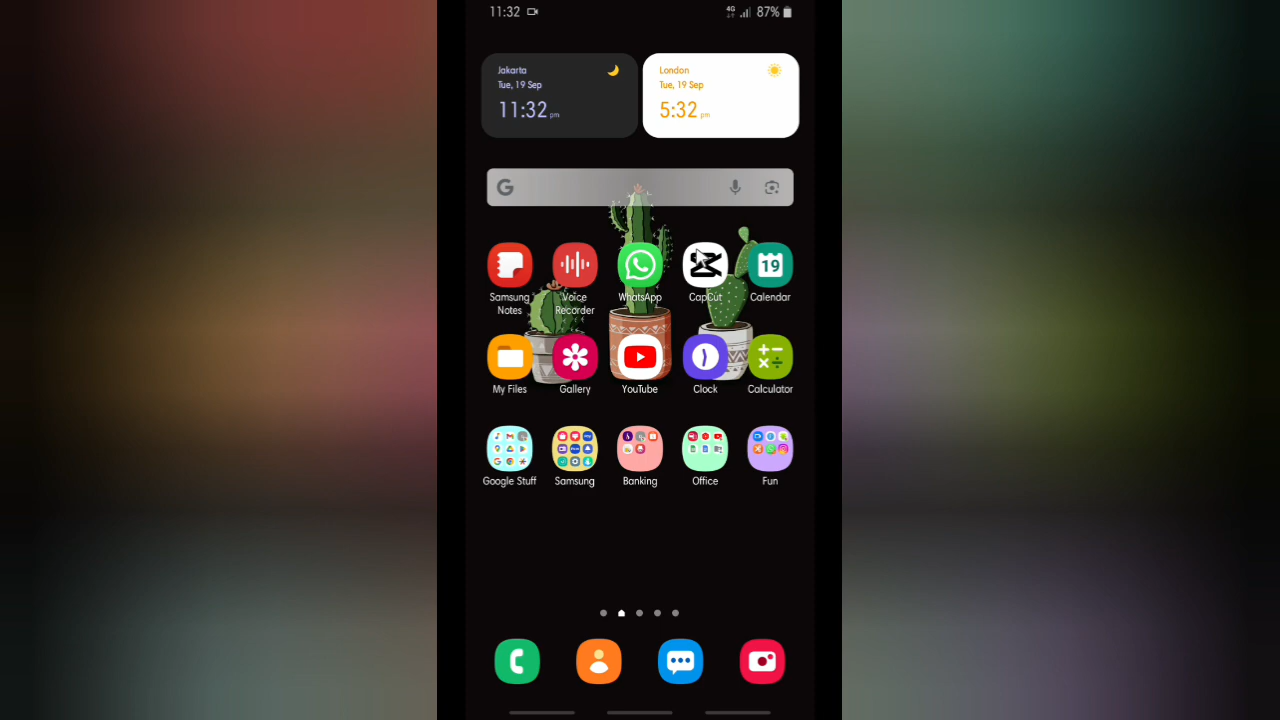 11:32
4G 87%
Jakarta
Tue, 19 Sep
11:32 pm
London
Tue, 19 Sep
5:32 pm
G
Samsung Notes
Voice Recorder
WhatsApp
CapCut
19
Calendar
My Files
Gallery
YouTube
Clock
Calculator
Google Stuff
Samsung
Banking
Office
Fun